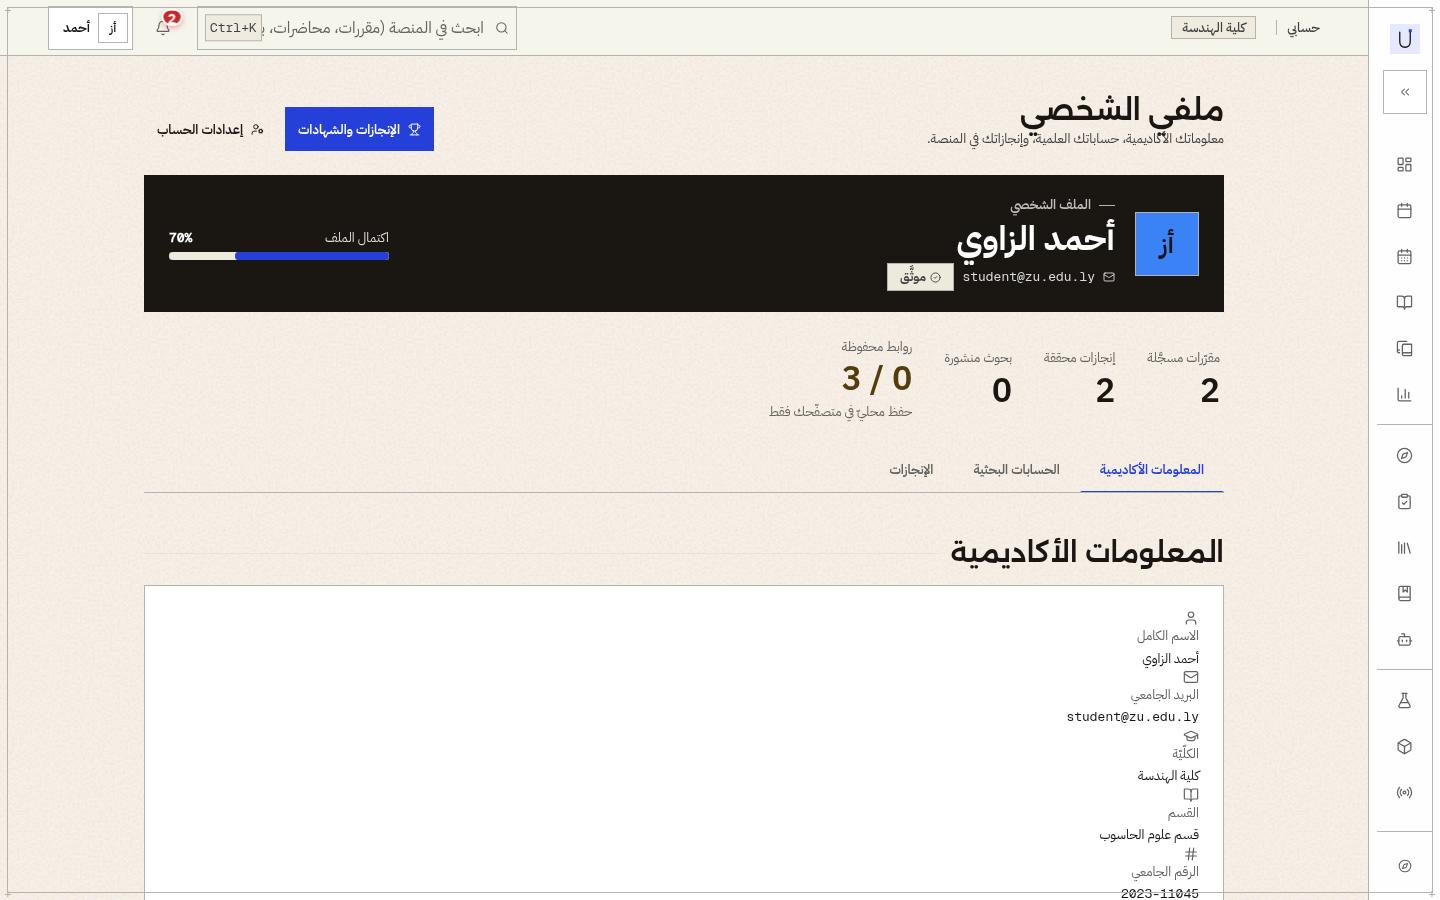 حسابي
كلية الهندسة
ابحث في المنصة (مقررات، محاضرات، ب
Ctrl+K
2
أز
أحمد
ملفي الشخصي
معلوماتك الأكاديمية، حساباتك العلمية، وإنجازاتك في المنصة.
الإنجازات والشهادات
إعدادات الحساب
أز
الملف الشخصي
أحمد الزاوي
student@zu.edu.ly
موثَّق
اكتمال الملف
70%
مقرّرات مسجَّلة
2
إنجازات محققة
2
بحوث منشورة
0
روابط محفوظة
3 / 0
حفظ محليّ في متصفّحك فقط
المعلومات الأكاديمية
الحسابات البحثية
الإنجازات
المعلومات الأكاديمية
الاسم الكامل
أحمد الزاوي
البريد الجامعي
student@zu.edu.ly
الكلّيّة
كلية الهندسة
القسم
قسم علوم الحاسوب
الرقم الجامعي
2023-11045